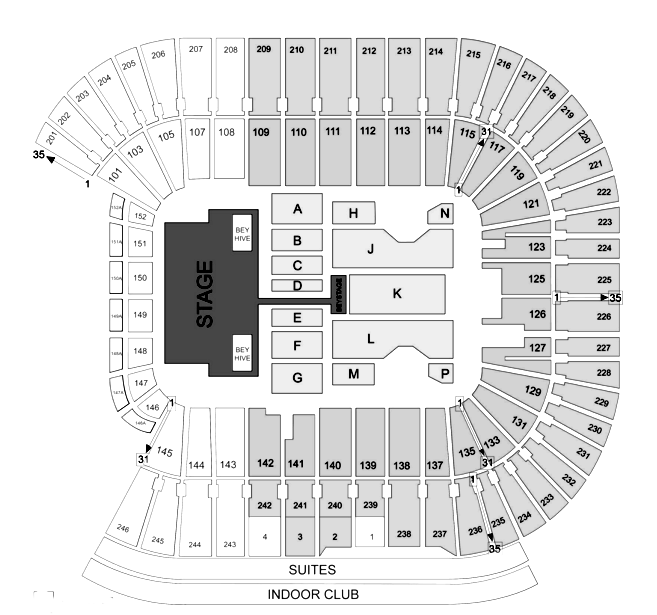 206 207 208 209 210 211 212 213 214 215
205 216
204 217
203 218
202 219
201 220
35 1
101 103 105 107 108 109 110 111 112 113 114 115 31 117
119 221
1 121 222
152A 152 A H N 223
BEY HIVE
151A 151 B J 123 224
STAGE C
150A 150 D BEYSTAGE K 125 225
1 35
149A 149 E L 126 226
148A 148 F 127 227
BEY HIVE
147A 147 G M P 228
129 229
146 1 1
146A 131 230
145 31 144 143 142 141 140 139 138 137 135 133 31
231
1 232
233
246 245 244 243 242 241 240 239 238 237 236 235 234
4 3 2 1 35
SUITES
INDOOR CLUB